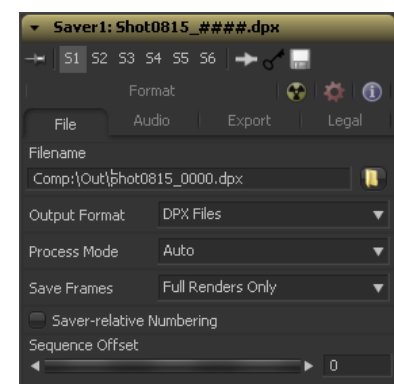 Saver1: Shot0815_####.dpx
S1 S2 S3 S4 S5 S6
Format
File Audio Export Legal
Filename
Comp:\Out\Shot0815_0000.dpx
Output Format DPX Files
Process Mode Auto
Save Frames Full Renders Only
Saver-relative Numbering
Sequence Offset
0